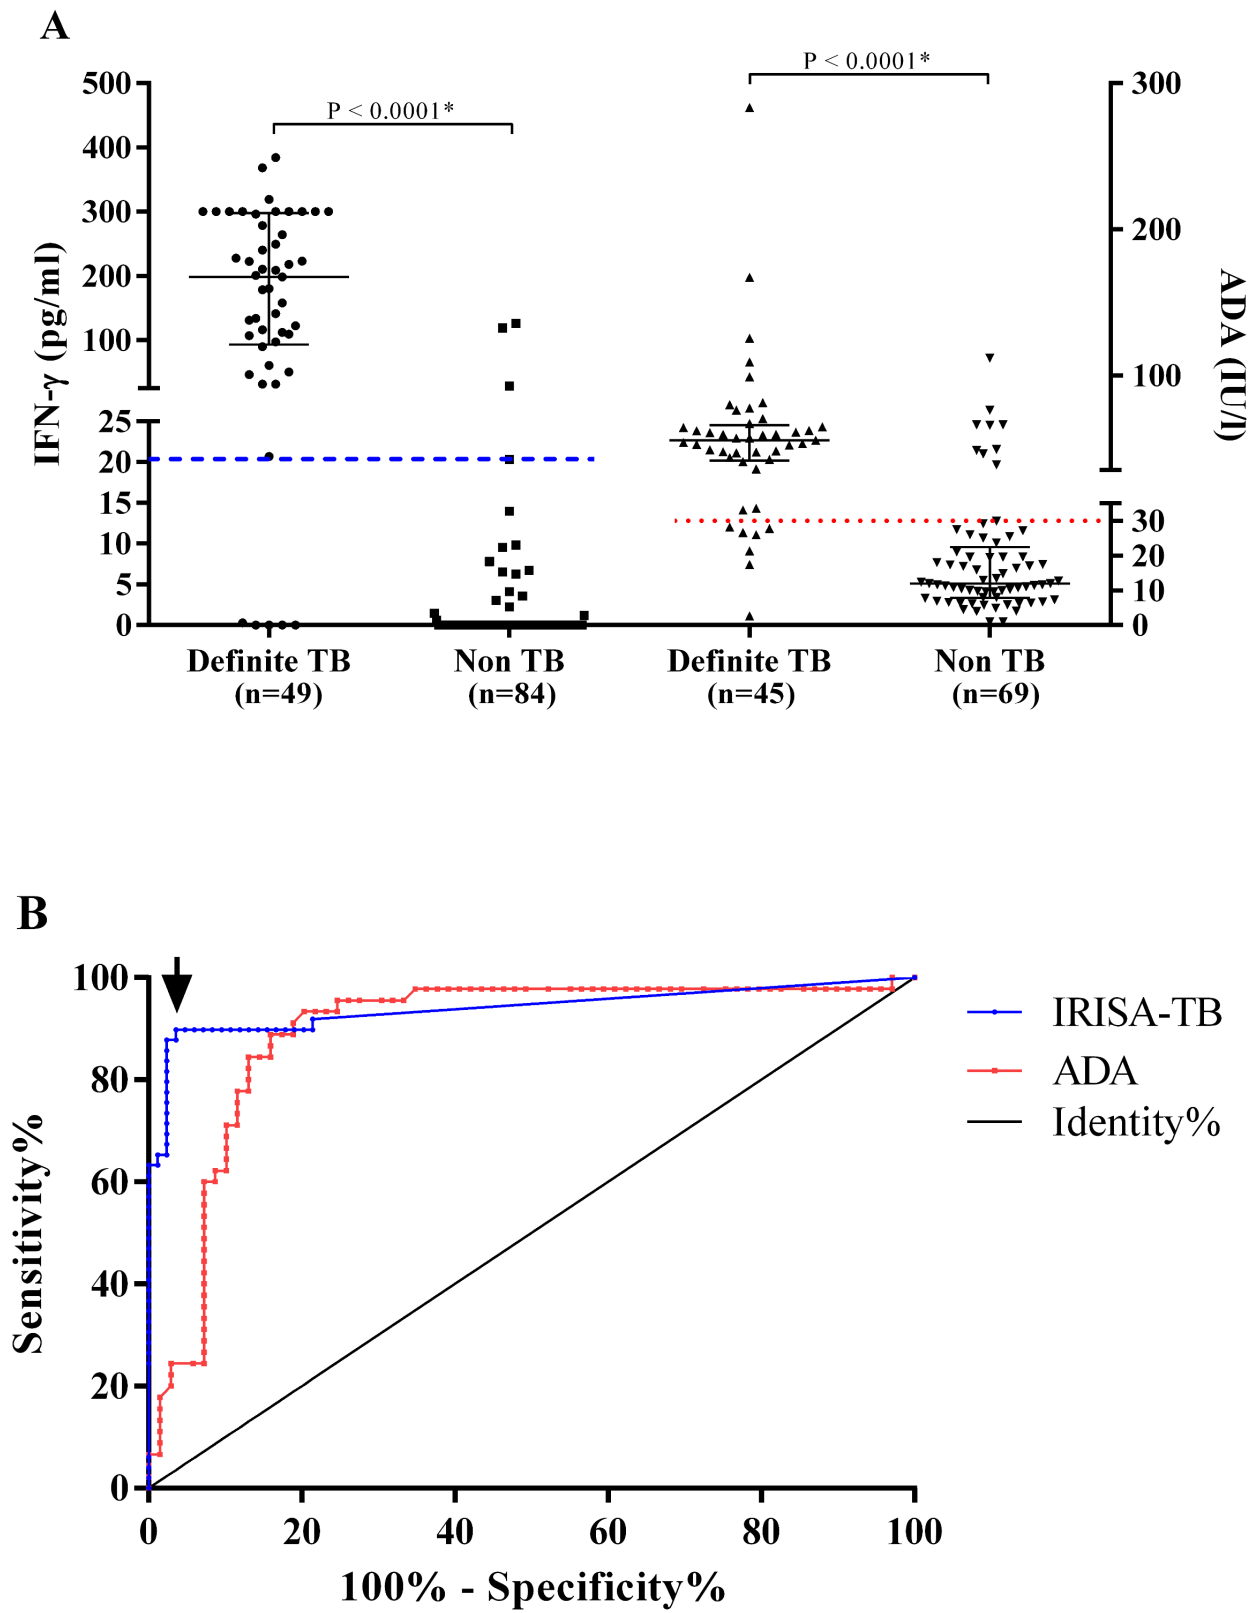 A
P < 0.0001*
P < 0.0001*
500
400
300
200
100
25
20
15
10
5
0
IFN-γ (pg/ml)
300
200
100
30
20
10
0
ADA (IU/l)
Definite TB
(n=49)
Non TB
(n=84)
Definite TB
(n=45)
Non TB
(n=69)
B
100
80
60
40
20
0
Sensitivity%
0 20 40 60 80 100
100% - Specificity%
IRISA-TB
ADA
Identity%